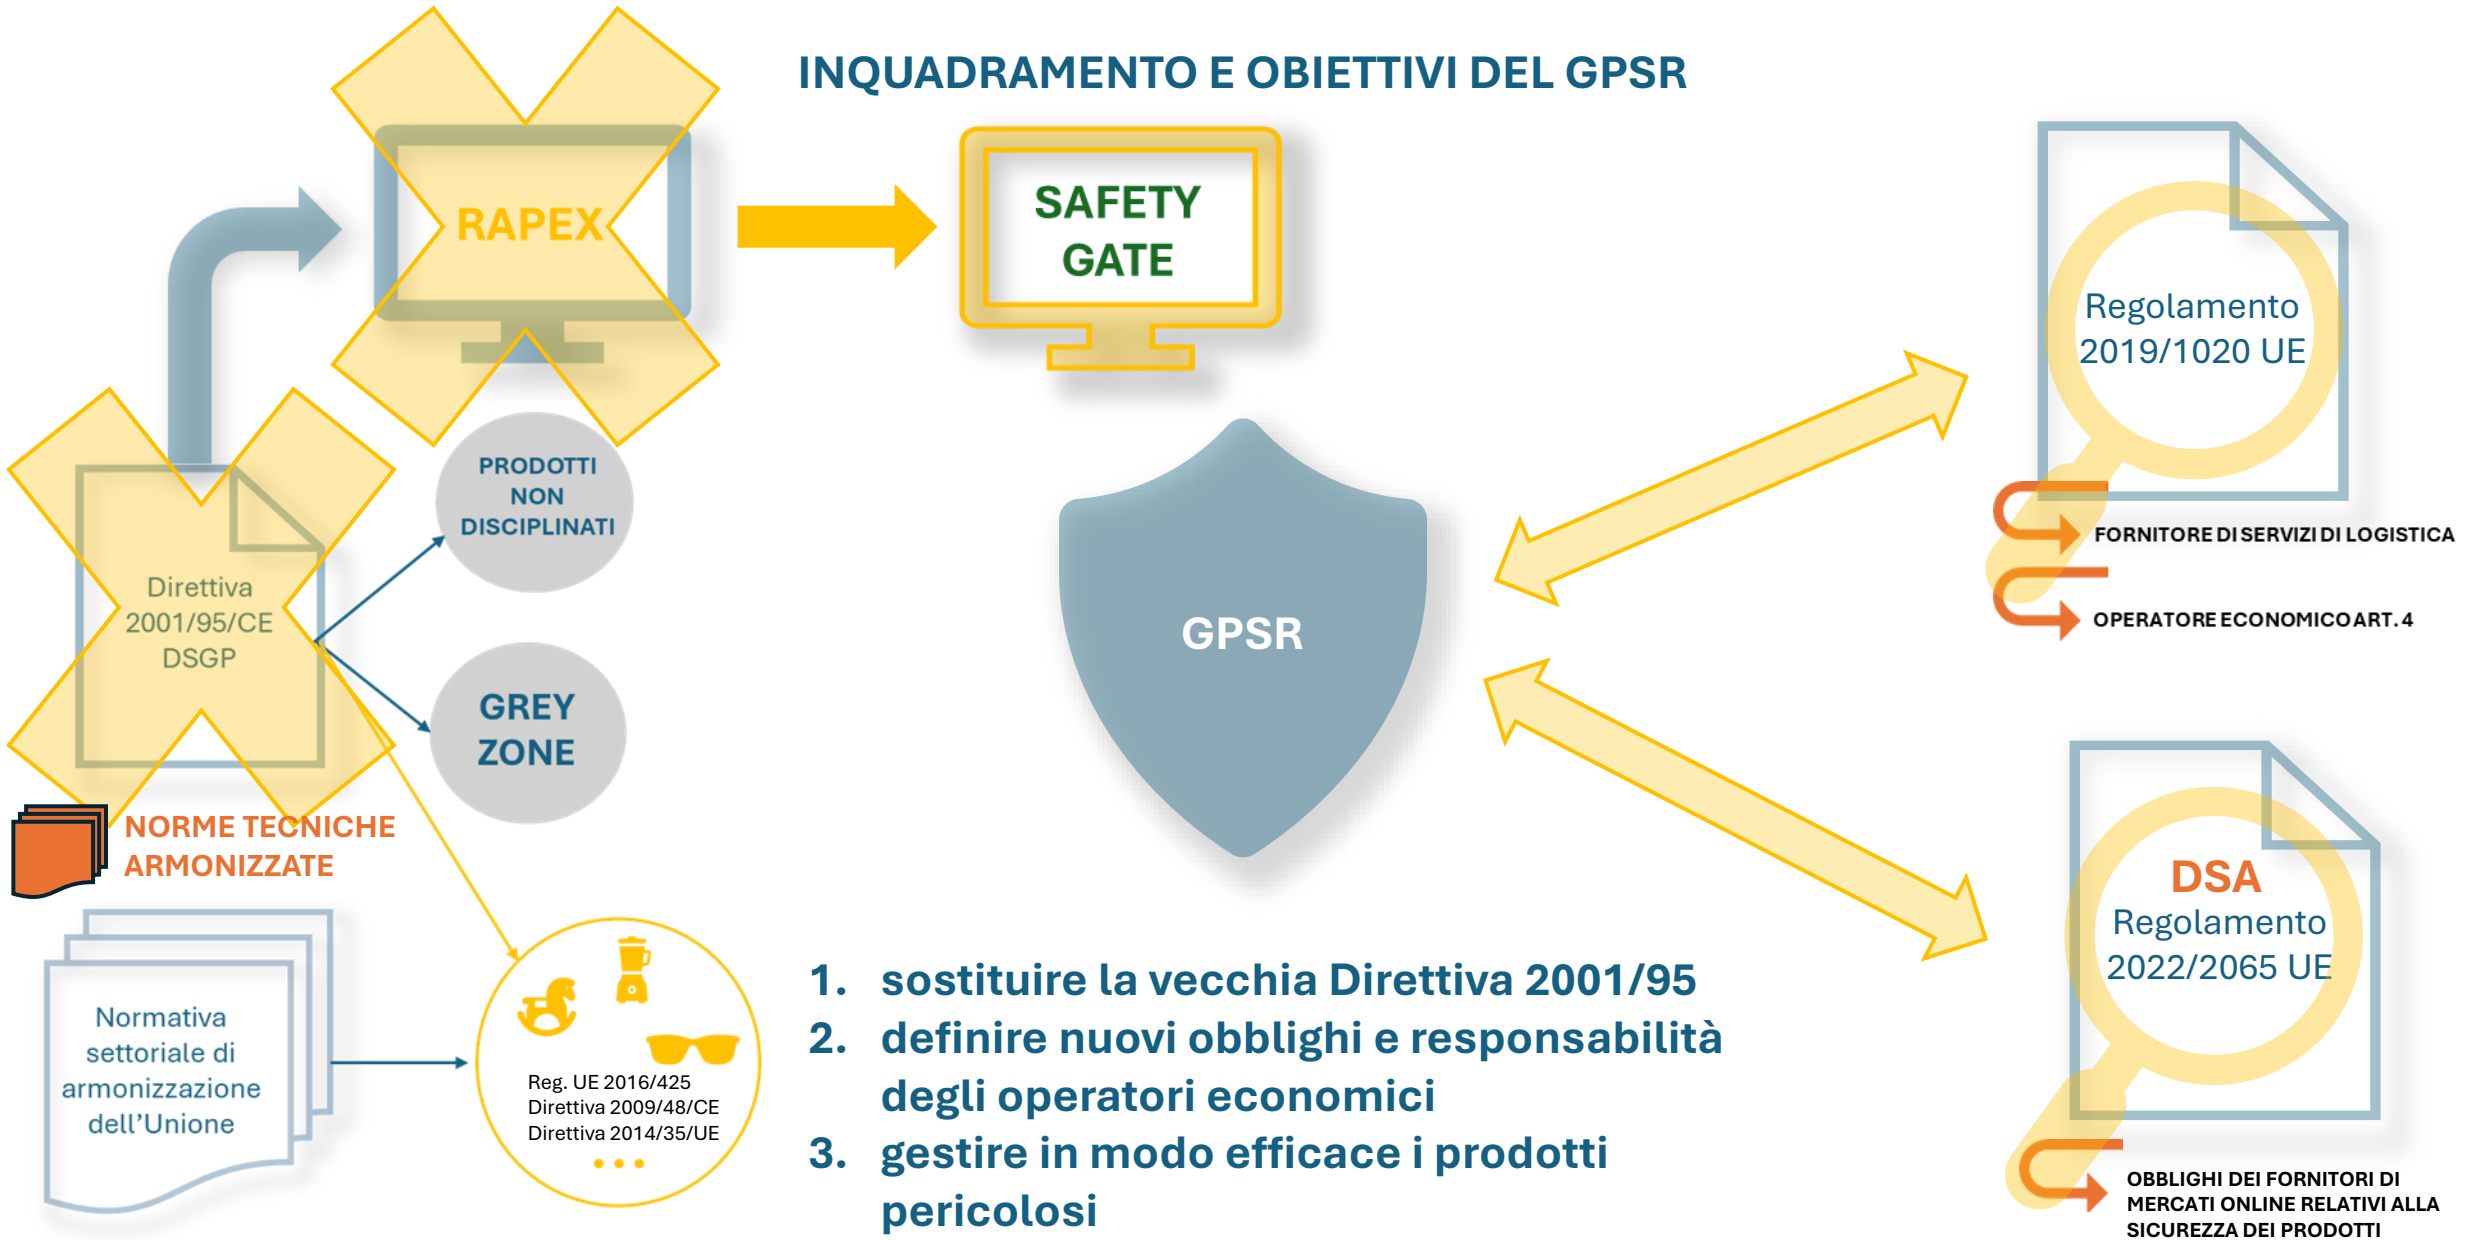 INQUADRAMENTO E OBIETTIVI DEL GPSR
RAPEX
SAFETY
GATE
Regolamento
2019/1020 UE
FORNITORE DI SERVIZI DI LOGISTICA
OPERATORE ECONOMICO ART. 4
PRODOTTI
NON
DISCIPLINATI
Direttiva
2001/95/CE
DSGP
GREY
ZONE
GPSR
NORME TECNICHE
ARMONIZZATE
DSA
Regolamento
2022/2065 UE
Normativa
settoriale di
armonizzazione
dell'Unione
Reg. UE 2016/425
Direttiva 2009/48/CE
Direttiva 2014/35/UE
1. sostituire la vecchia Direttiva 2001/95
2. definire nuovi obblighi e responsabilità
degli operatori economici
3. gestire in modo efficace i prodotti
pericolosi
OBBLIGHI DEI FORNITORI DI
MERCATI ONLINE RELATIVI ALLA
SICUREZZA DEI PRODOTTI